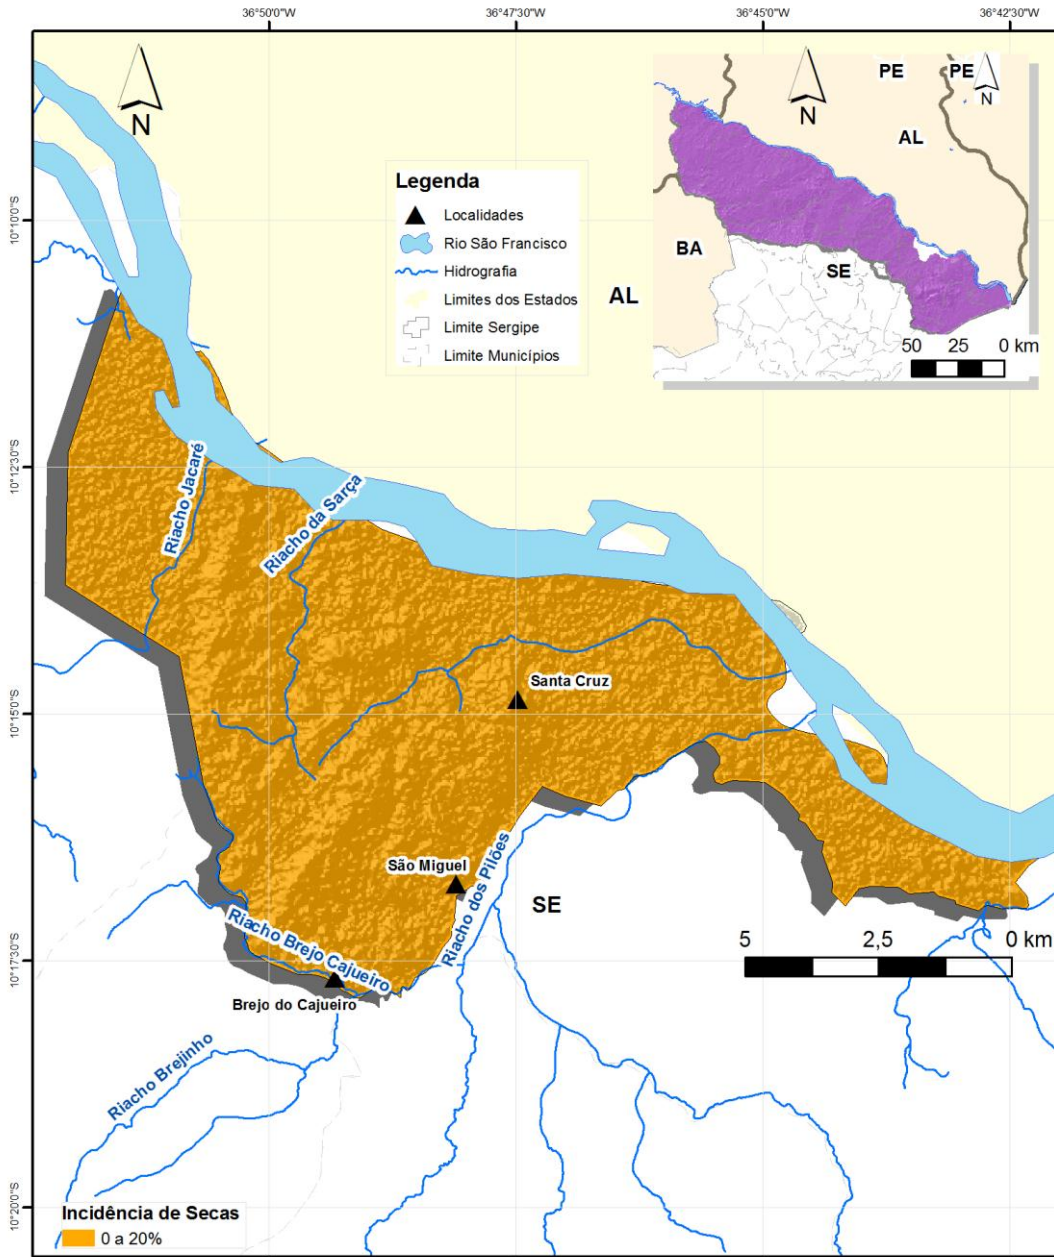 36°50'0"W
36°47'30"W
36°45'0"W
36°42'30"W
N
PE
PE
N
N
AL
BA
SE
50 25 0 km
Legenda
Localidades
Rio São Francisco
Hidrografia
Limites dos Estados
Limite Sergipe
Limite Municípios
AL
10°10'0"S
10°12'30"S
10°15'0"S
10°17'30"S
10°20'0"S
Riacho Jacaré
Riacho da Sarça
Santa Cruz
São Miguel
Riacho dos Pilões
SE
Riacho Brejo Cajueiro
Brejo do Cajueiro
5 2,5 0 km
Riacho Brejinho
Incidência de Secas
0 a 20%